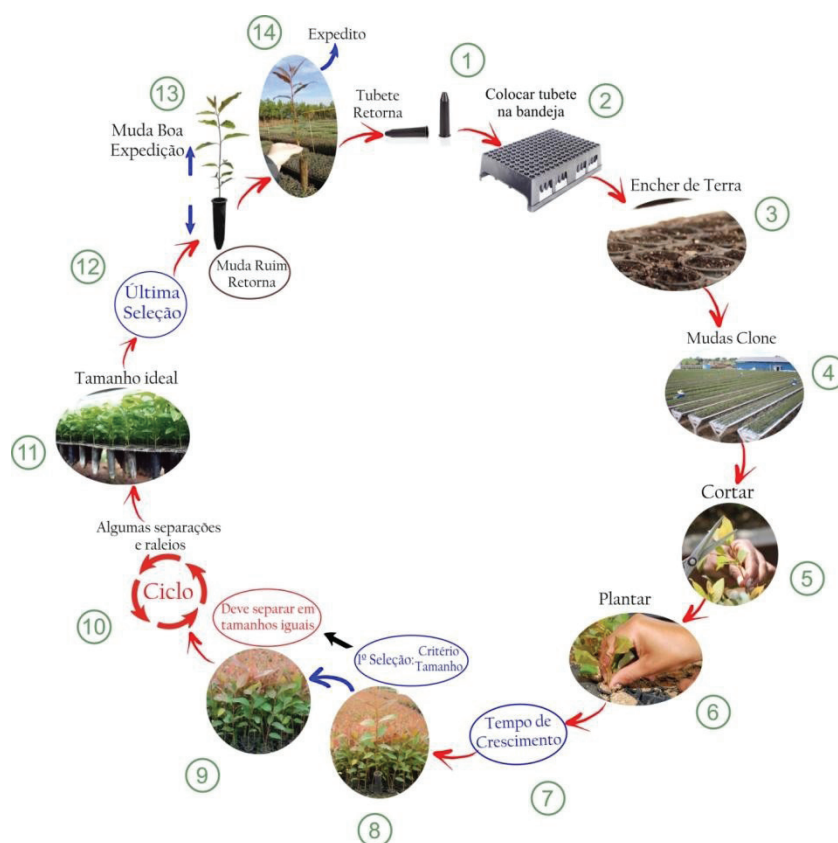 1
Colocar tubete
na bandeja
2
Encher de Terra
3
Mudas Clone
4
Cortar
5
Plantar
6
Tempo de
Crescimento
7
8
1º Seleção: Critério
Tamanho
Deve separar em
tamanhos iguais
9
Algumas separações
e raleios
Ciclo
10
Tamanho ideal
11
Última
Seleção
12
13
Muda Boa
Expedição
Muda Ruim
Retorna
14
Expedito
Tubete
Retorna